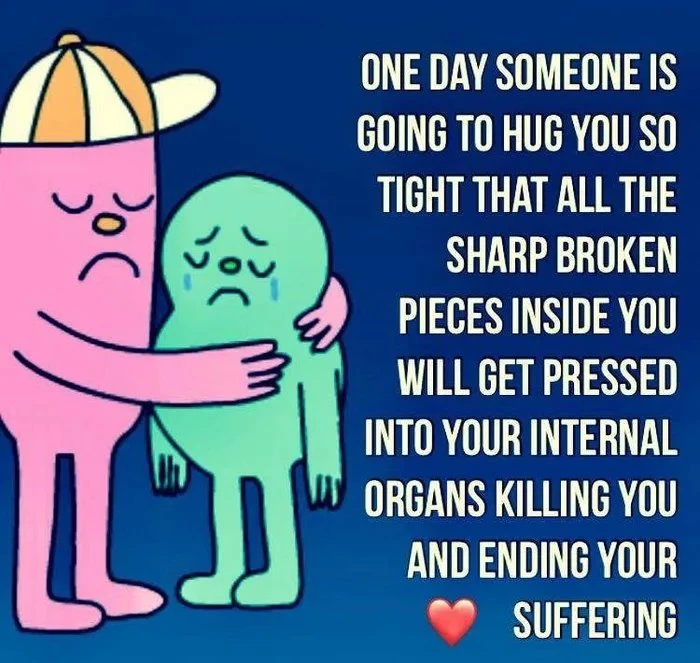 ONE DAY SOMEONE IS
GOING TO HUG YOU SO
TIGHT THAT ALL THE
SHARP BROKEN
PIECES INSIDE YOU
WILL GET PRESSED
INTO YOUR INTERNAL
ORGANS KILLING YOU
AND ENDING YOUR
❤️ SUFFERING